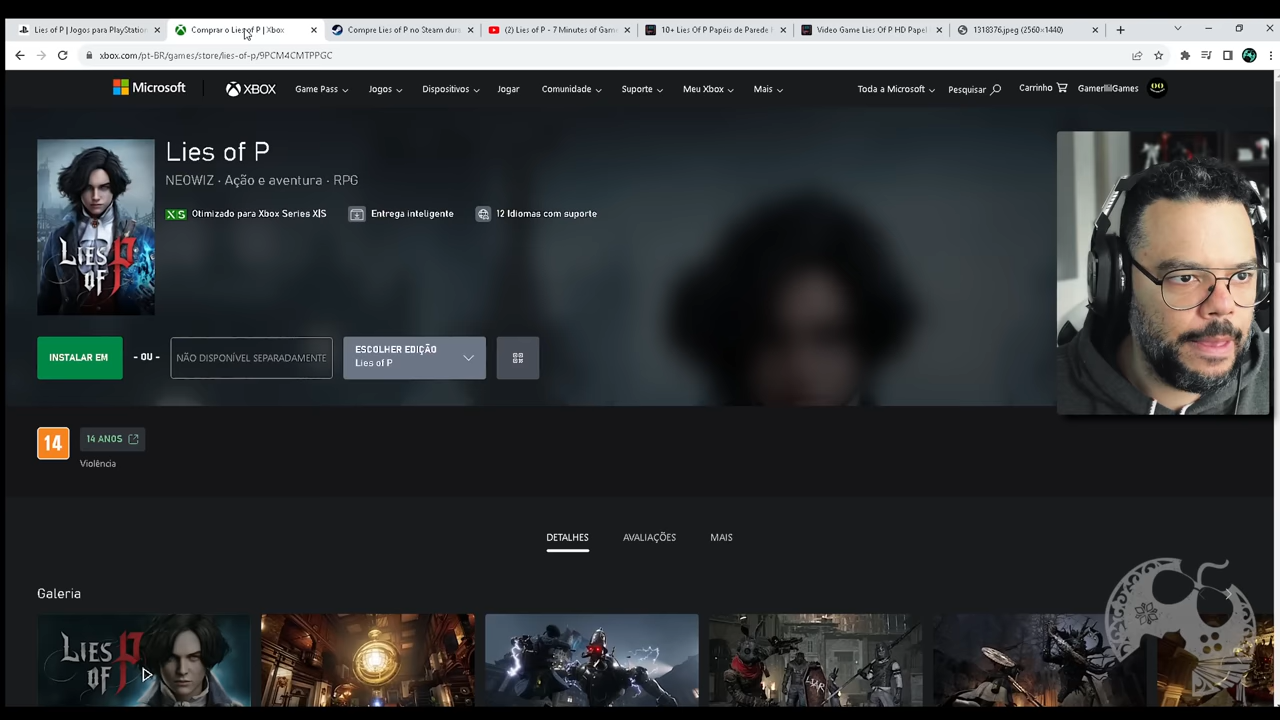 Lies of P | Jogos para PlayStation
Comprar o Lies of P | Xbox
Compre Lies of P no Steam dura
(2) Lies of P - 7 Minutes of Game
10+ Lies Of P Papéis de Parede H
Video Game Lies Of P HD Papel
1318376.jpeg (2560×1440)
xbox.com/pt-BR/games/store/lies-of-p/9PCM4CMTPPGC
Microsoft
XBOX
Game Pass
Jogos
Dispositivos
Jogar
Comunidade
Suporte
Meu Xbox
Mais
Toda a Microsoft
Pesquisar
Carrinho
GamerllilGames
LIES OF P
Lies of P
NEOWIZ · Ação e aventura · RPG
X|S Otimizado para Xbox Series X|S
Entrega inteligente
12 Idiomas com suporte
INSTALAR EM
- OU -
NÃO DISPONÍVEL SEPARADAMENTE
ESCOLHER EDIÇÃO
Lies of P
14
14 ANOS
Violência
DETALHES
AVALIAÇÕES
MAIS
Galeria
LIES
OF P
LIAR